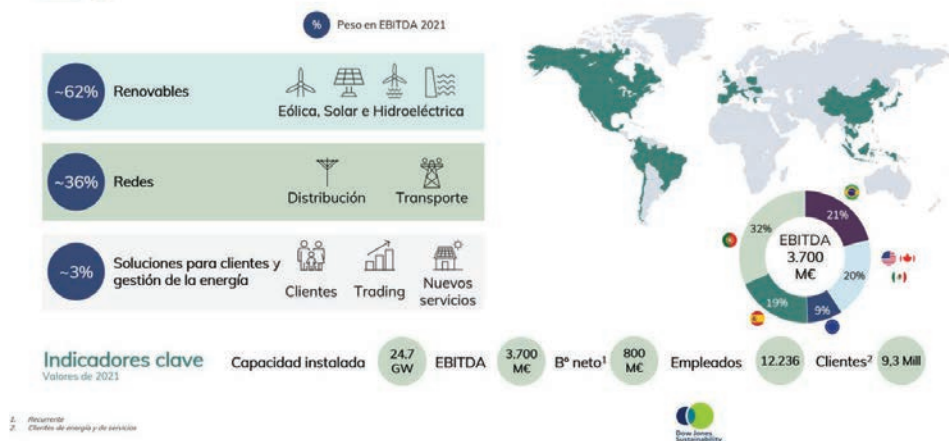 % Peso en EBITDA 2021
~62% Renovables
Eólica, Solar e Hidroeléctrica
~36% Redes
Distribución Transporte
~3% Soluciones para clientes y
gestión de la energía
Clientes Trading Nuevos
servicios
21%
32%
EBITDA
3.700
M€
20%
19%
9%
Indicadores clave
Valores de 2021
Capacidad instalada 24,7
GW
EBITDA 3.700
M€
Bº neto¹ 800
M€
Empleados 12.236
Clientes² 9,3 Mill
1. Recurrente
2. Clientes de energía y de servicios
Dow Jones
Sustainability